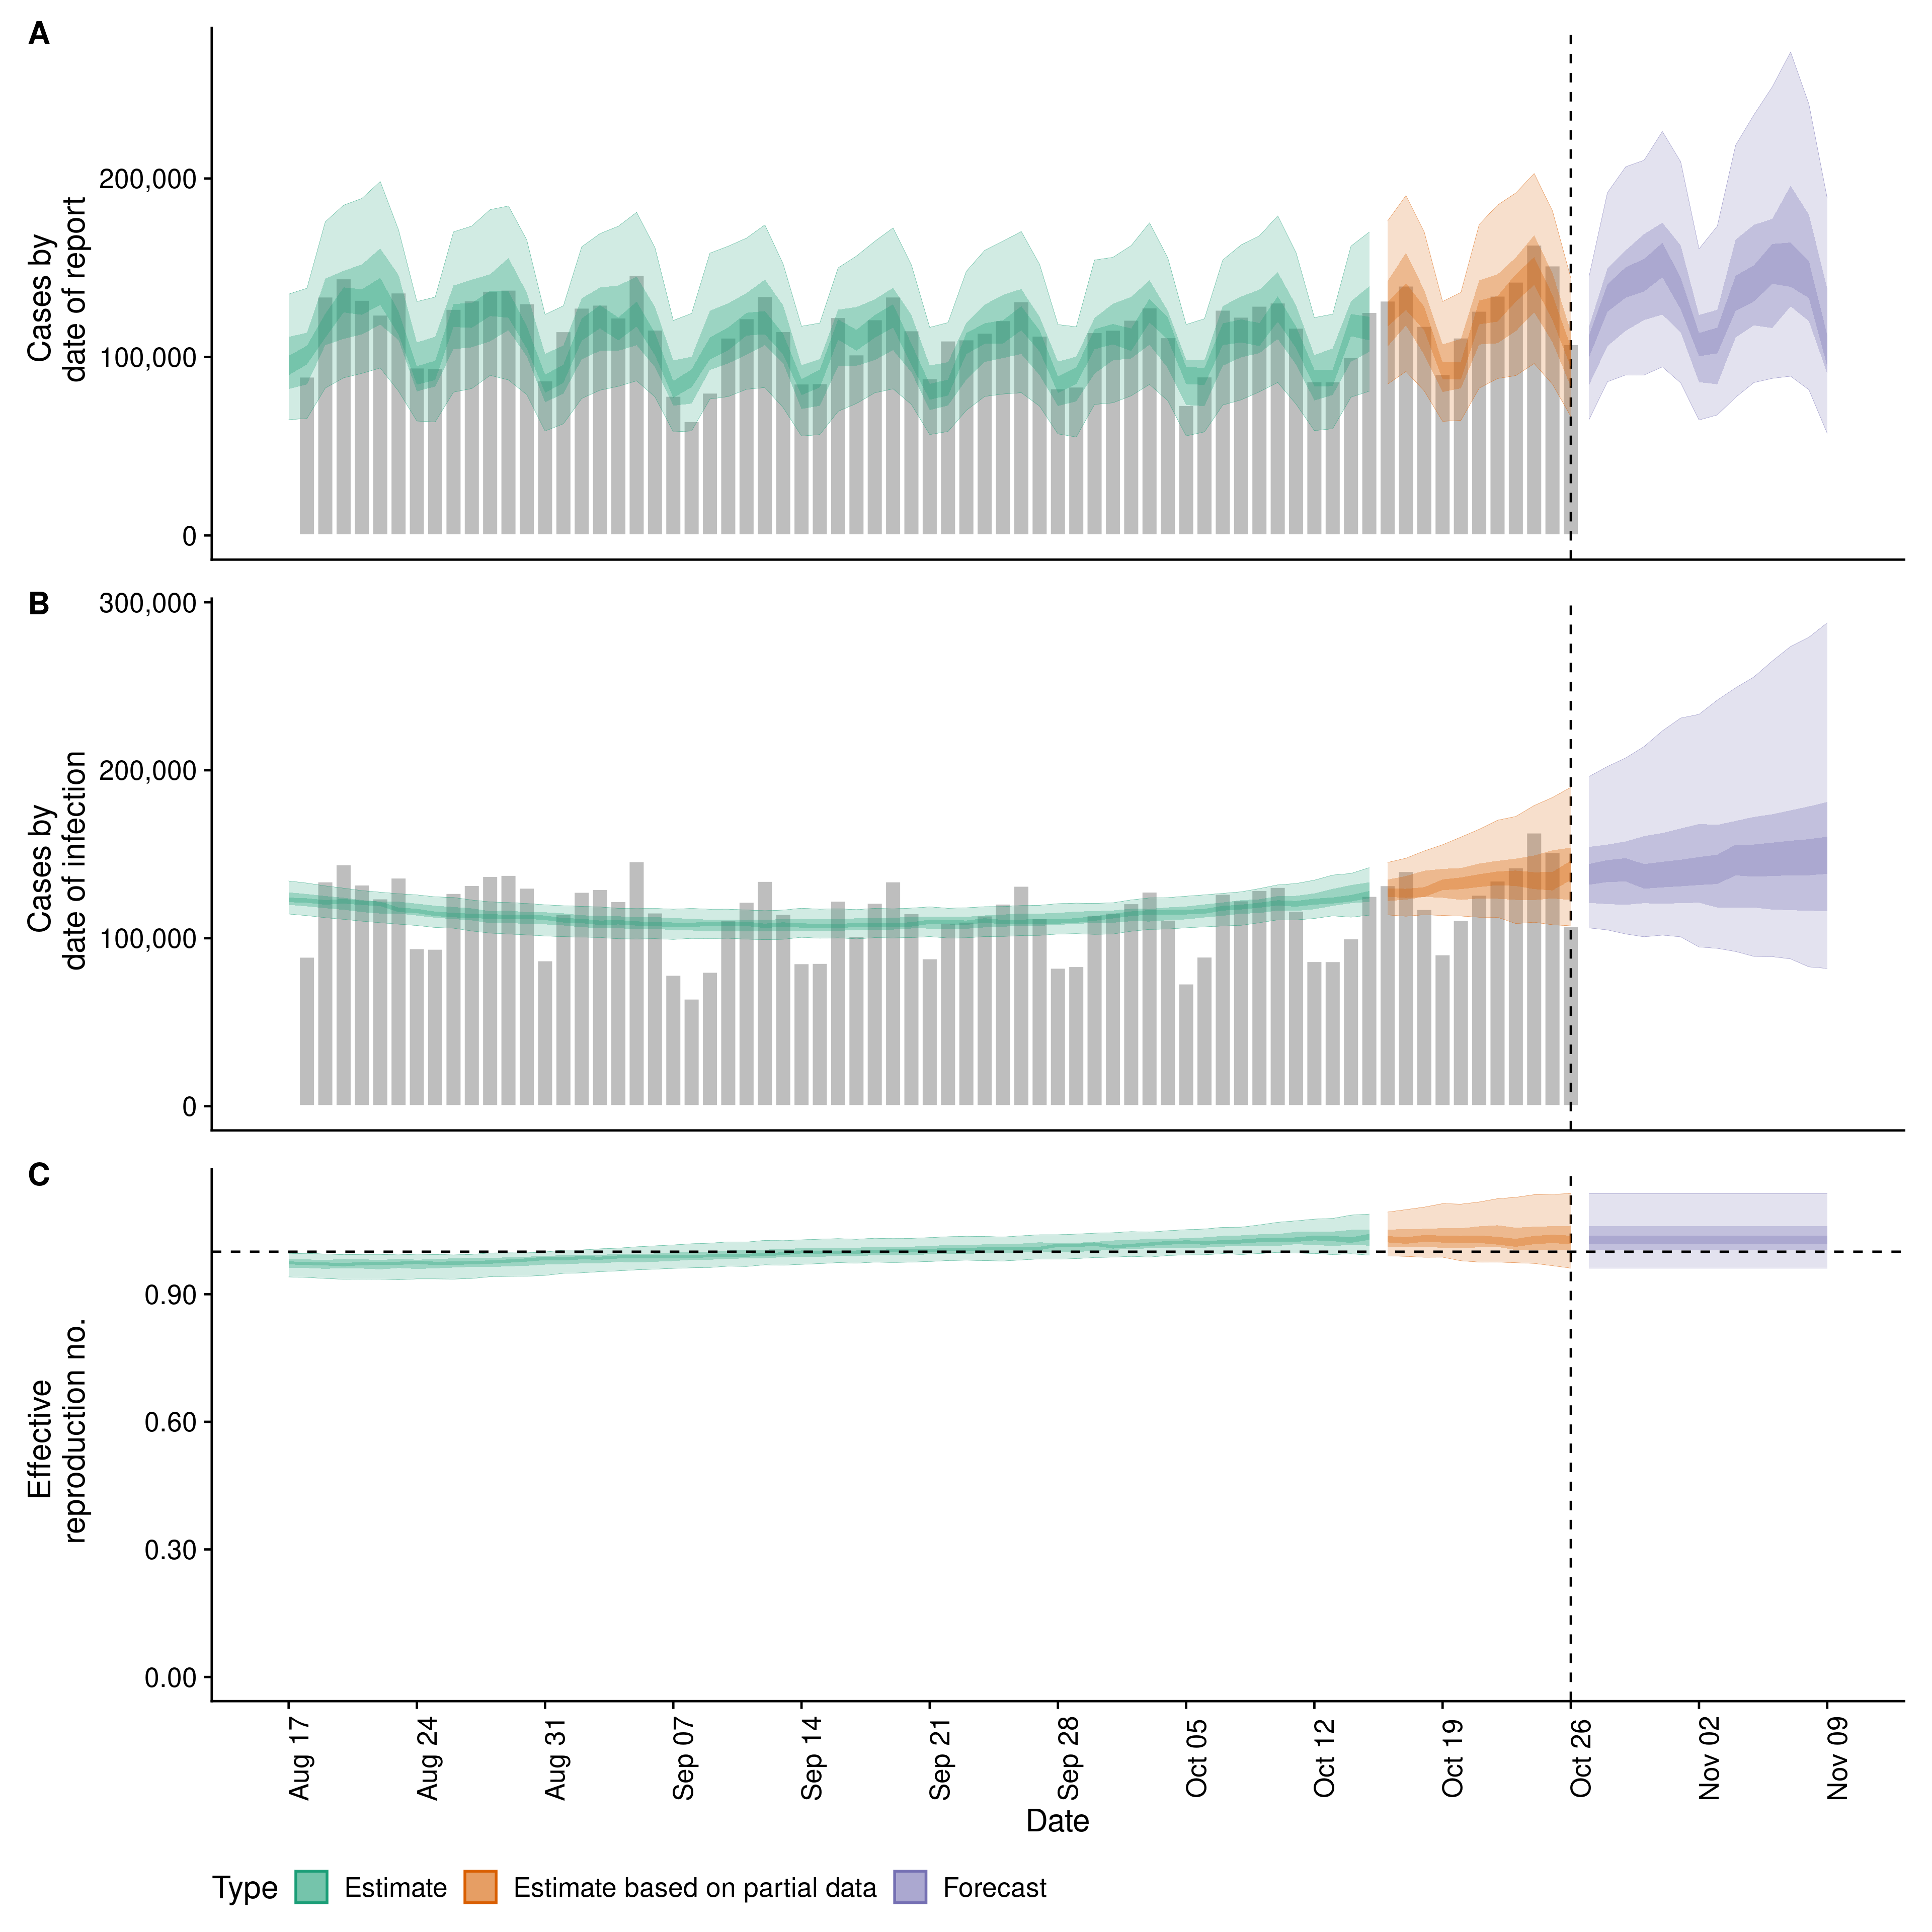 A
Cases by
date of report
200,000
100,000
0
B
Cases by
date of infection
300,000
200,000
100,000
0
C
Effective
reproduction no.
0.90
0.60
0.30
0.00
Aug 17
Aug 24
Aug 31
Sep 07
Sep 14
Sep 21
Sep 28
Oct 05
Oct 12
Oct 19
Oct 26
Nov 02
Nov 09
Date
Type Estimate Estimate based on partial data Forecast